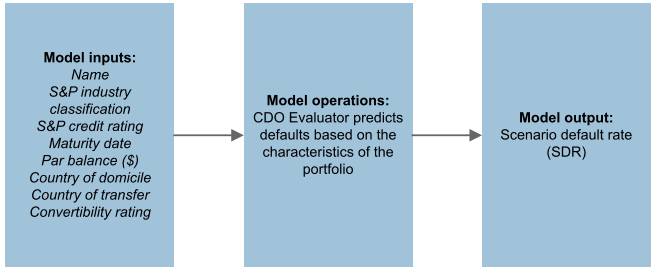 Model inputs:
Name
S&P industry
classification
S&P credit rating
Maturity date
Par balance ($)
Country of domicile
Country of transfer
Convertibility rating
Model operations:
CDO Evaluator predicts
defaults based on the
characteristics of the
portfolio
Model output:
Scenario default rate
(SDR)